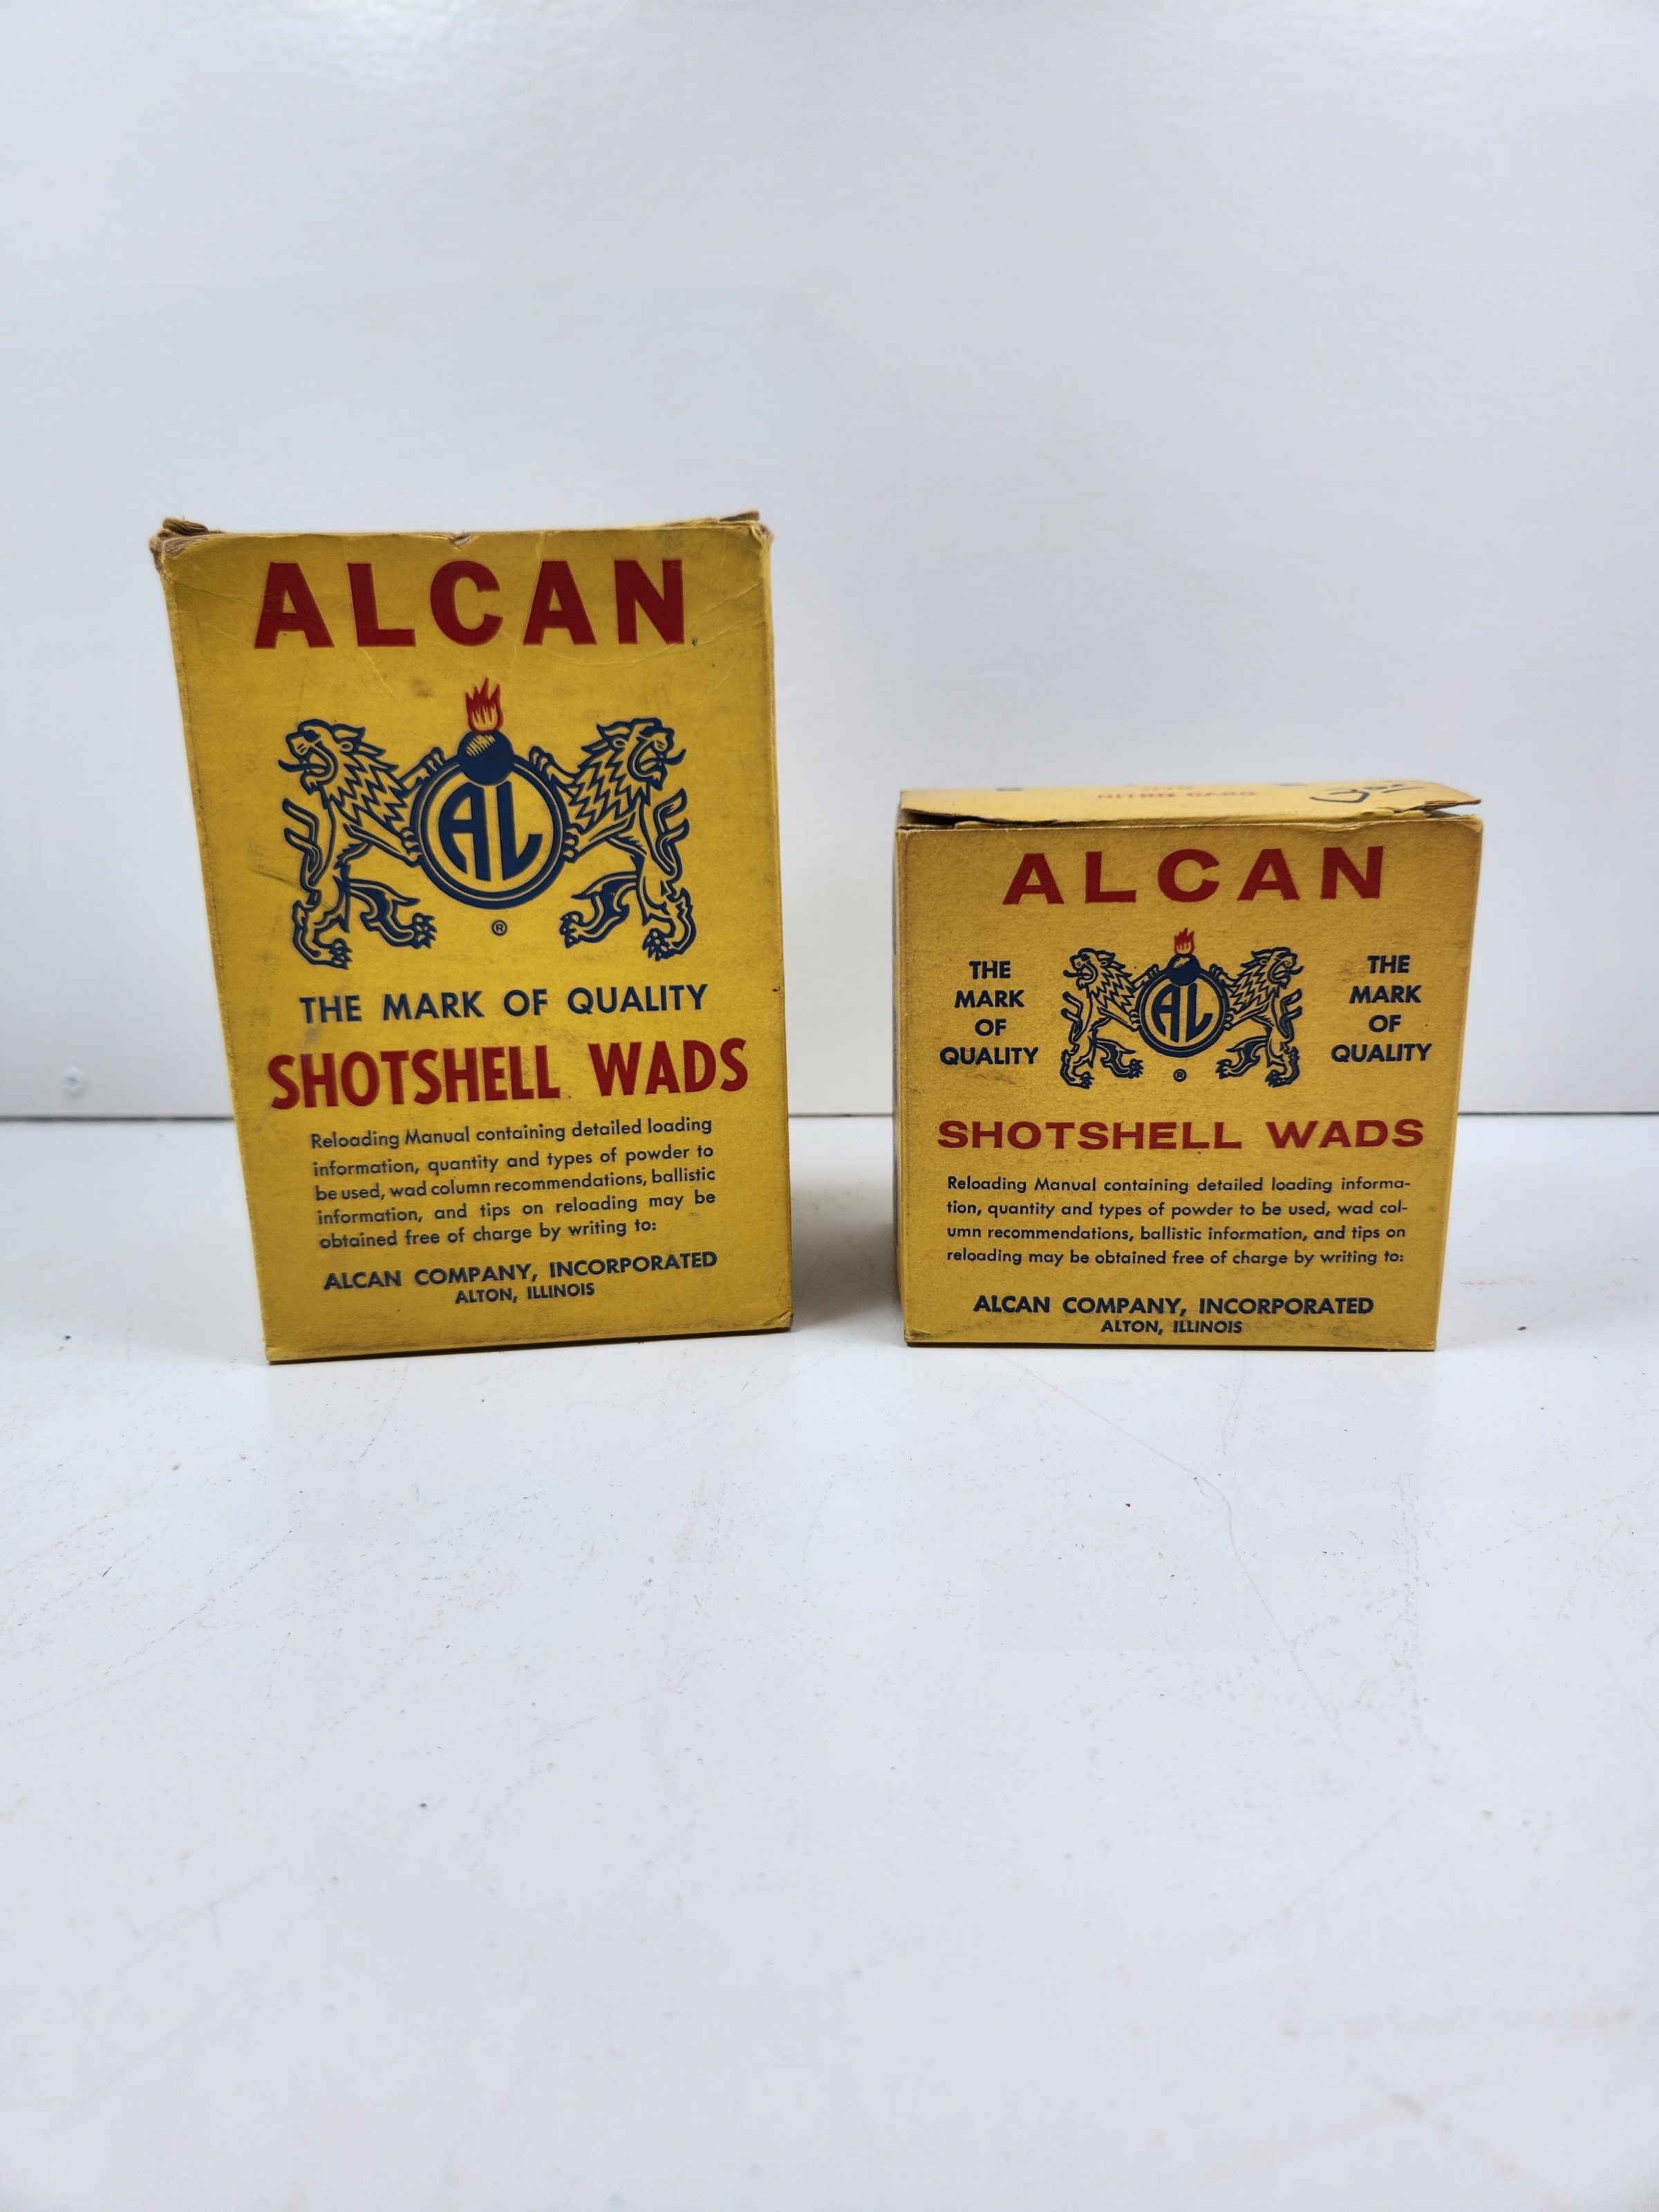 ALCAN
AL
®
THE MARK OF QUALITY
SHOTSHELL WADS
Reloading Manual containing detailed loading
information, quantity and types of powder to
be used, wad column recommendations, ballistic
information, and tips on reloading may be
obtained free of charge by writing to:
ALCAN COMPANY, INCORPORATED
ALTON, ILLINOIS
NITRO CARD
ALCAN
THE
MARK
OF
QUALITY
AL
®
THE
MARK
OF
QUALITY
SHOTSHELL WADS
Reloading Manual containing detailed loading informa-
tion, quantity and types of powder to be used, wad col-
umn recommendations, ballistic information, and tips on
reloading may be obtained free of charge by writing to:
ALCAN COMPANY, INCORPORATED
ALTON, ILLINOIS